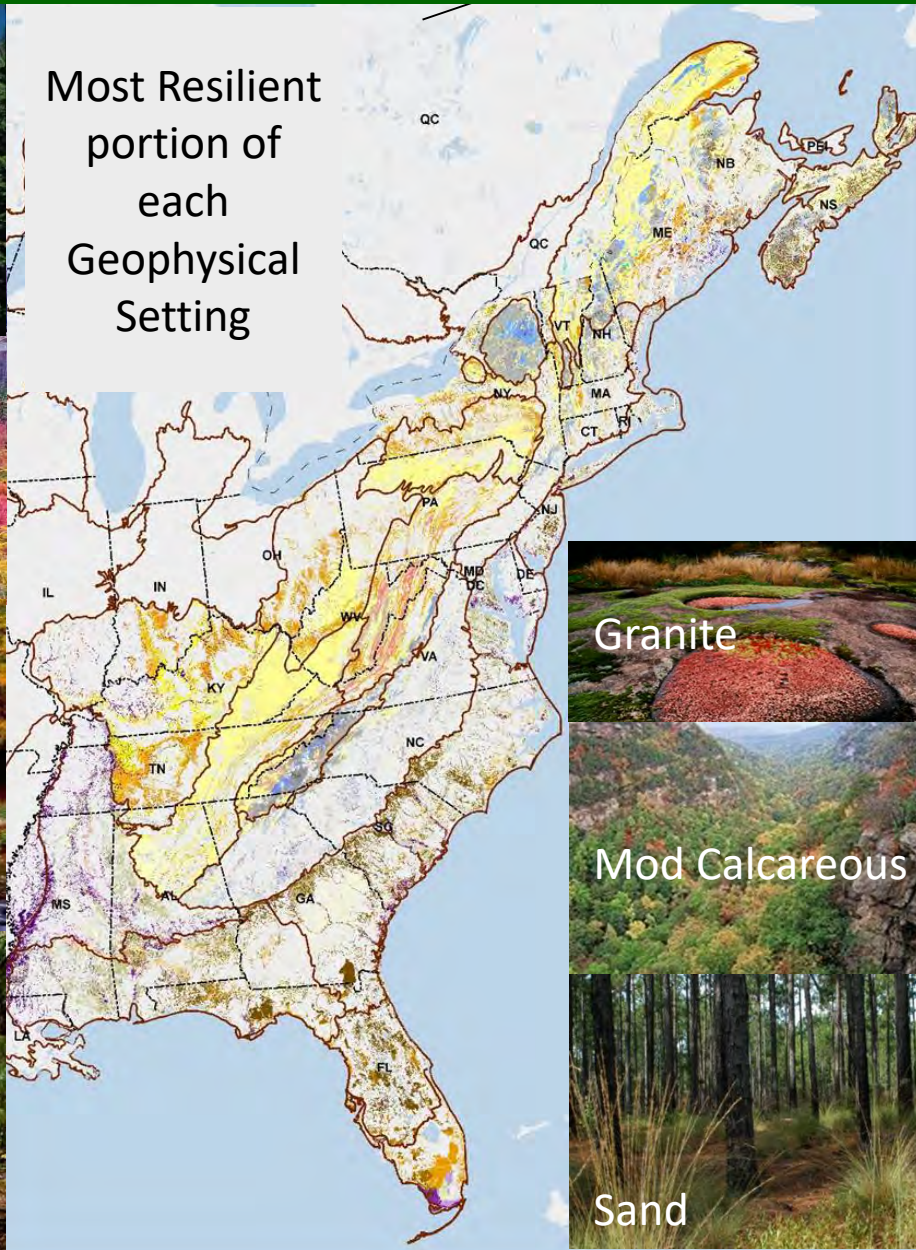 Most Resilient
portion of
each
Geophysical
Setting
QC
NB
PEI
NS
QC
ME
VT
NH
NY
MA
CT
RI
PA
NJ
OH
MD
DC
DE
IL
IN
WV
VA
KY
NC
TN
SC
MS
AL
GA
LA
FL
Granite
Mod Calcareous
Sand